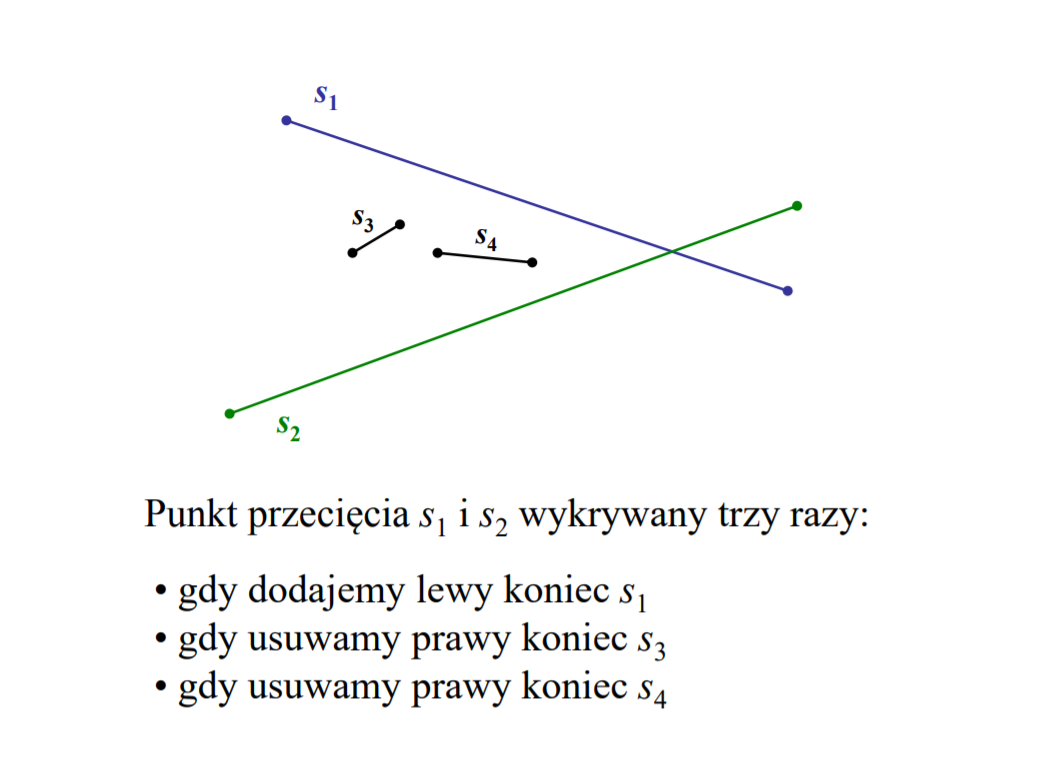 s1
s3
s4
s2
Punkt przecięcia s1 i s2 wykrywany trzy razy:
• gdy dodajemy lewy koniec s1
• gdy usuwamy prawy koniec s3
• gdy usuwamy prawy koniec s4